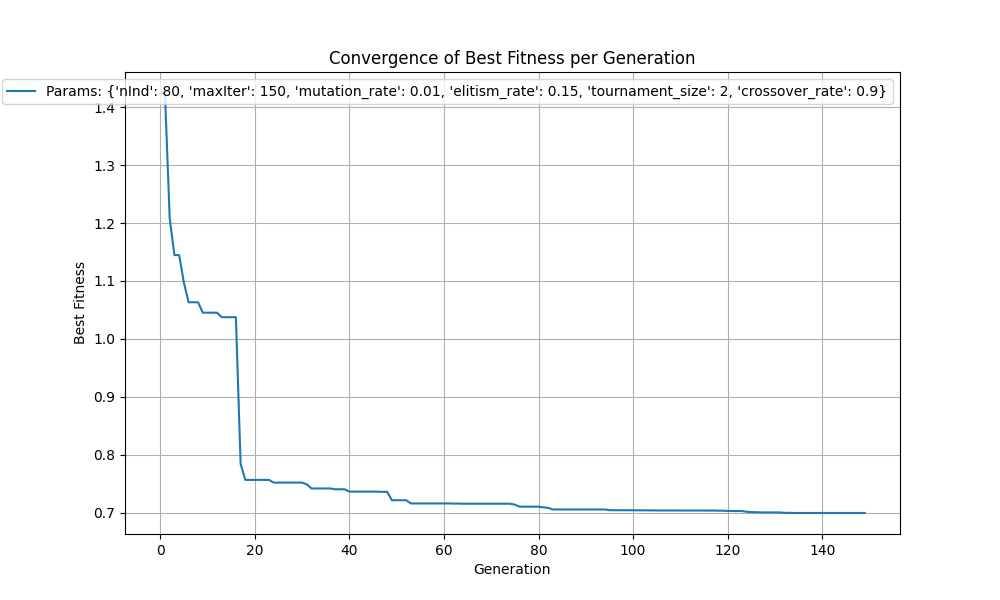 Convergence of Best Fitness per Generation
Params: {'nInd': 80, 'maxIter': 150, 'mutation_rate': 0.01, 'elitism_rate': 0.15, 'tournament_size': 2, 'crossover_rate': 0.9}
1.4
1.3
1.2
1.1
1.0
0.9
0.8
0.7
Best Fitness
0 20 40 60 80 100 120 140
Generation